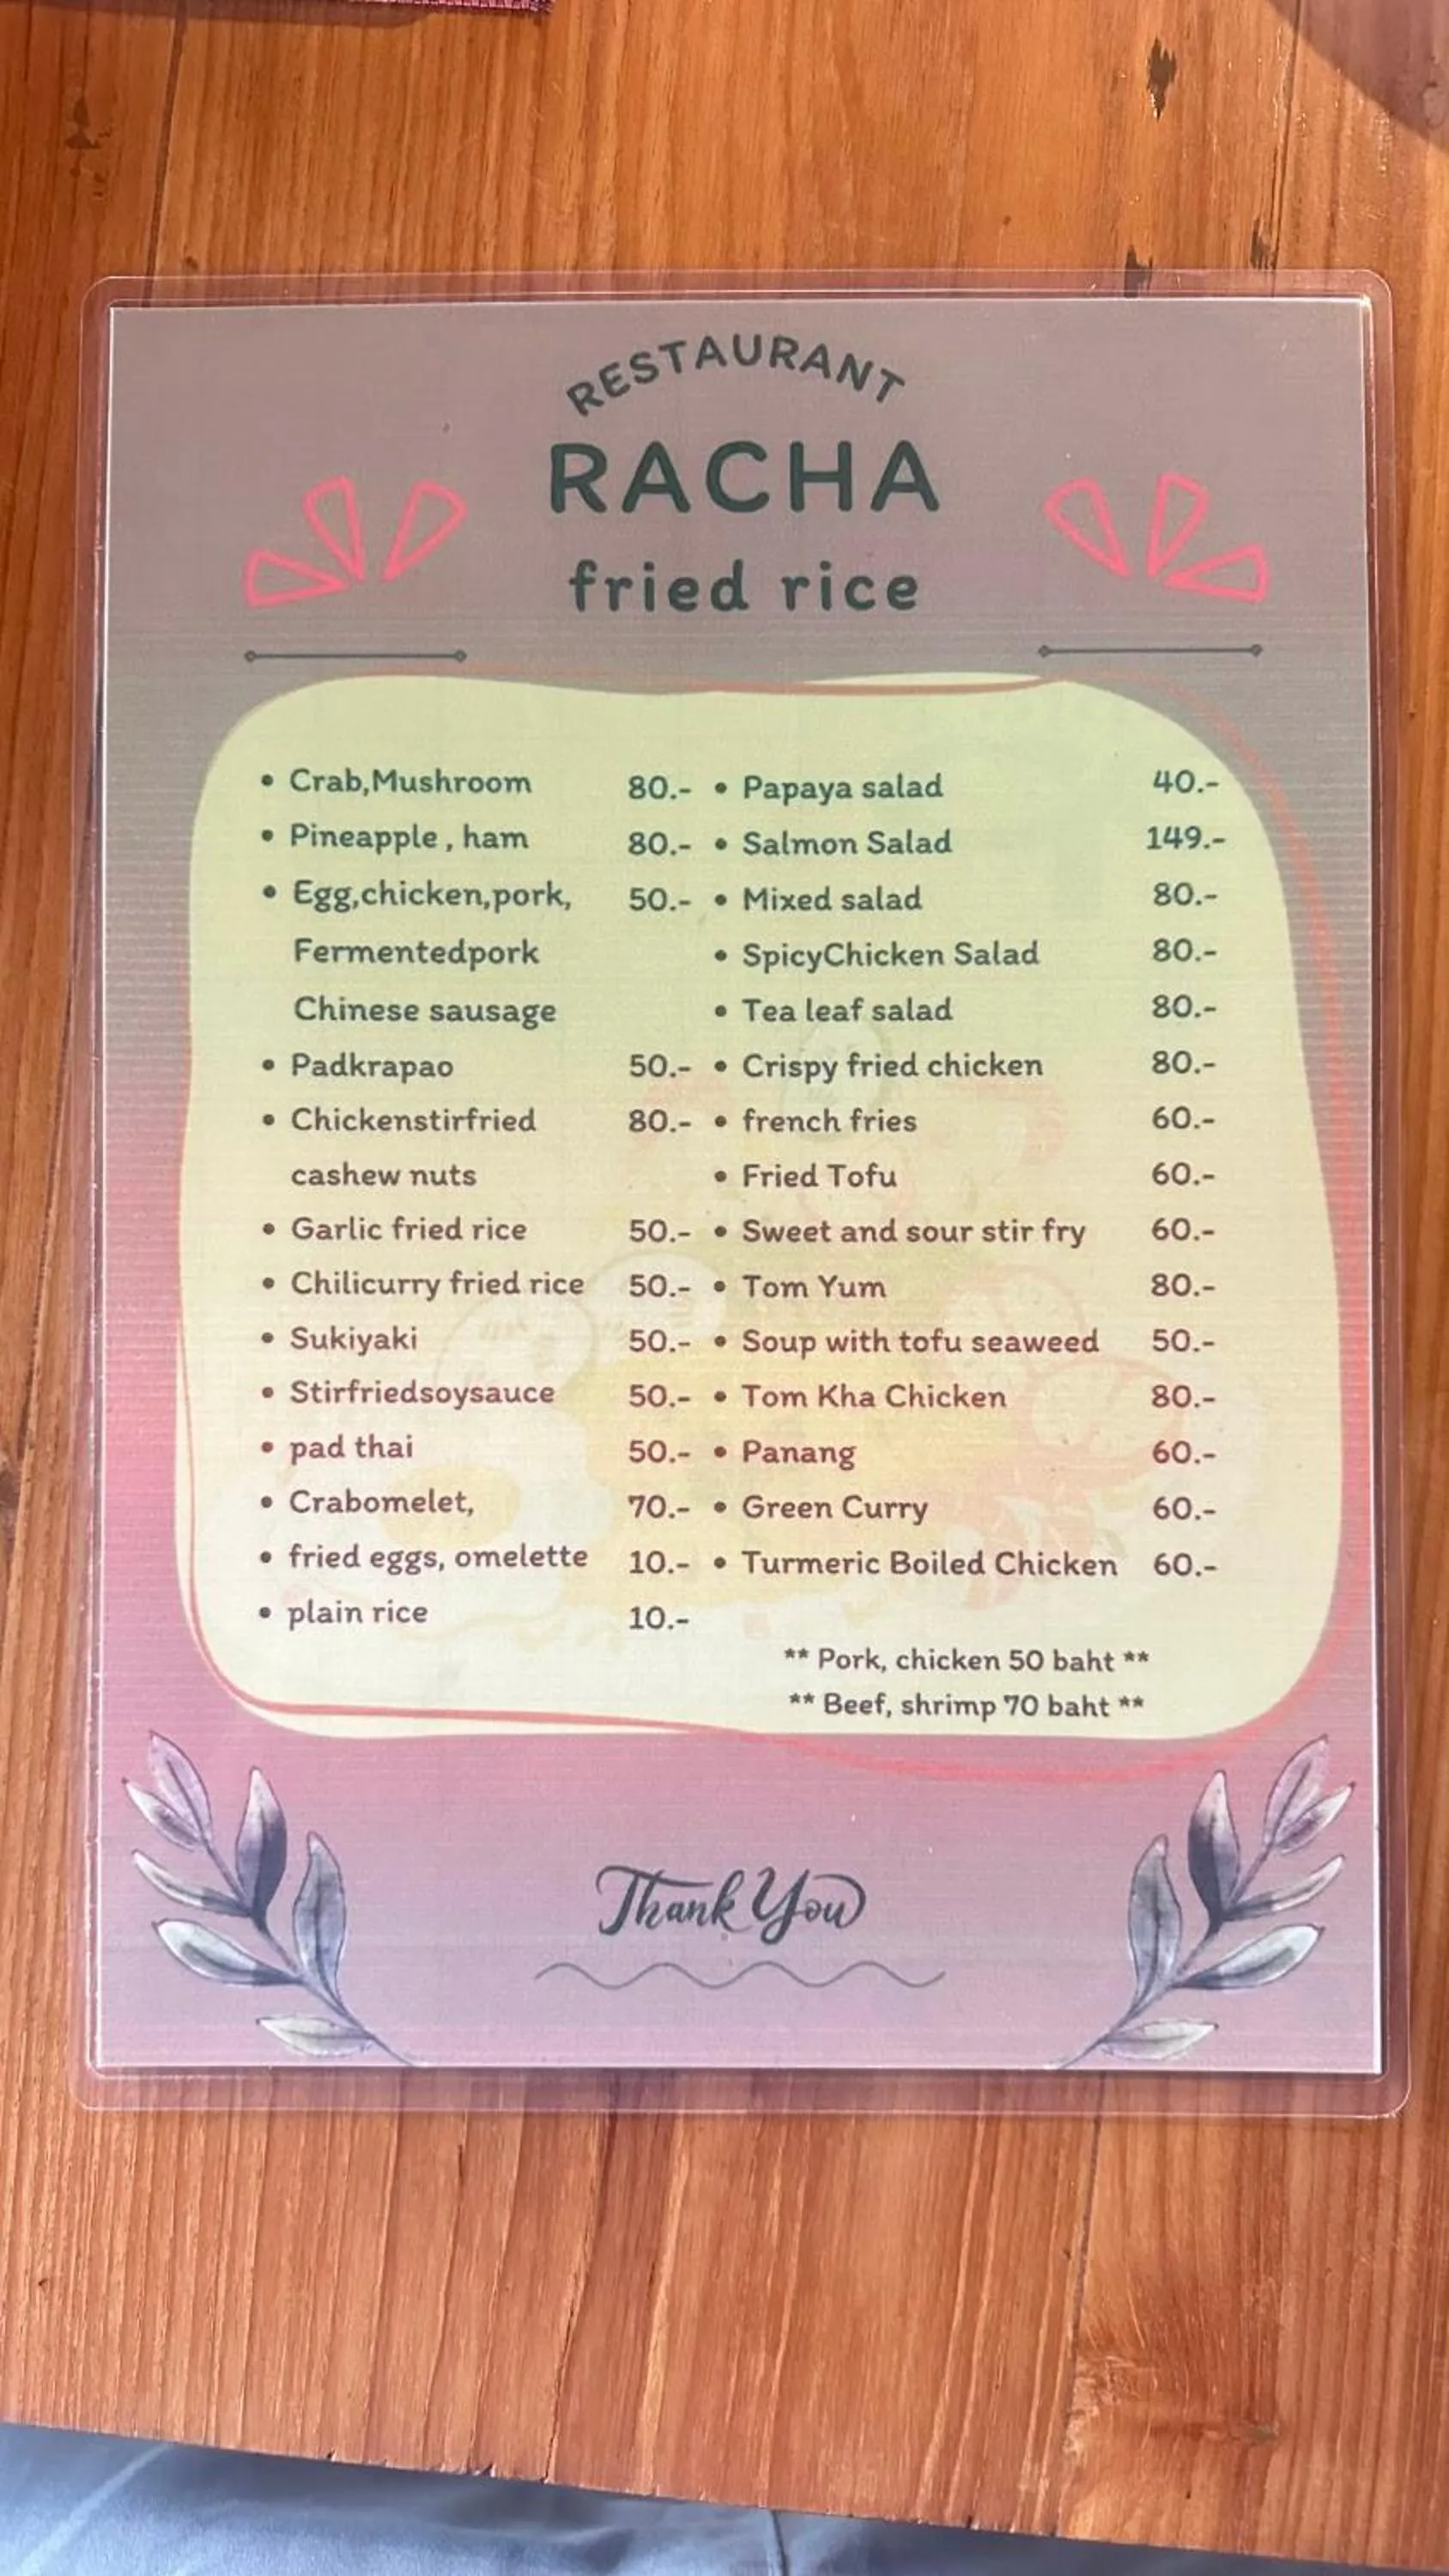 RESTAURANT
RACHA
fried rice
• Crab,Mushroom 80.-
• Pineapple , ham 80.-
• Egg,chicken,pork, 50.-
Fermentedpork
Chinese sausage
• Padkrapao 50.-
• Chickenstirfried 80.-
cashew nuts
• Garlic fried rice 50.-
• Chilicurry fried rice 50.-
• Sukiyaki 50.-
• Stirfriedsoysauce 50.-
• pad thai 50.-
• Crabomelet, 70.-
• fried eggs, omelette 10.-
• plain rice 10.-
• Papaya salad 40.-
• Salmon Salad 149.-
• Mixed salad 80.-
• SpicyChicken Salad 80.-
• Tea leaf salad 80.-
• Crispy fried chicken 80.-
• french fries 60.-
• Fried Tofu 60.-
• Sweet and sour stir fry 60.-
• Tom Yum 80.-
• Soup with tofu seaweed 50.-
• Tom Kha Chicken 80.-
• Panang 60.-
• Green Curry 60.-
• Turmeric Boiled Chicken 60.-
** Pork, chicken 50 baht **
** Beef, shrimp 70 baht **
Thank You